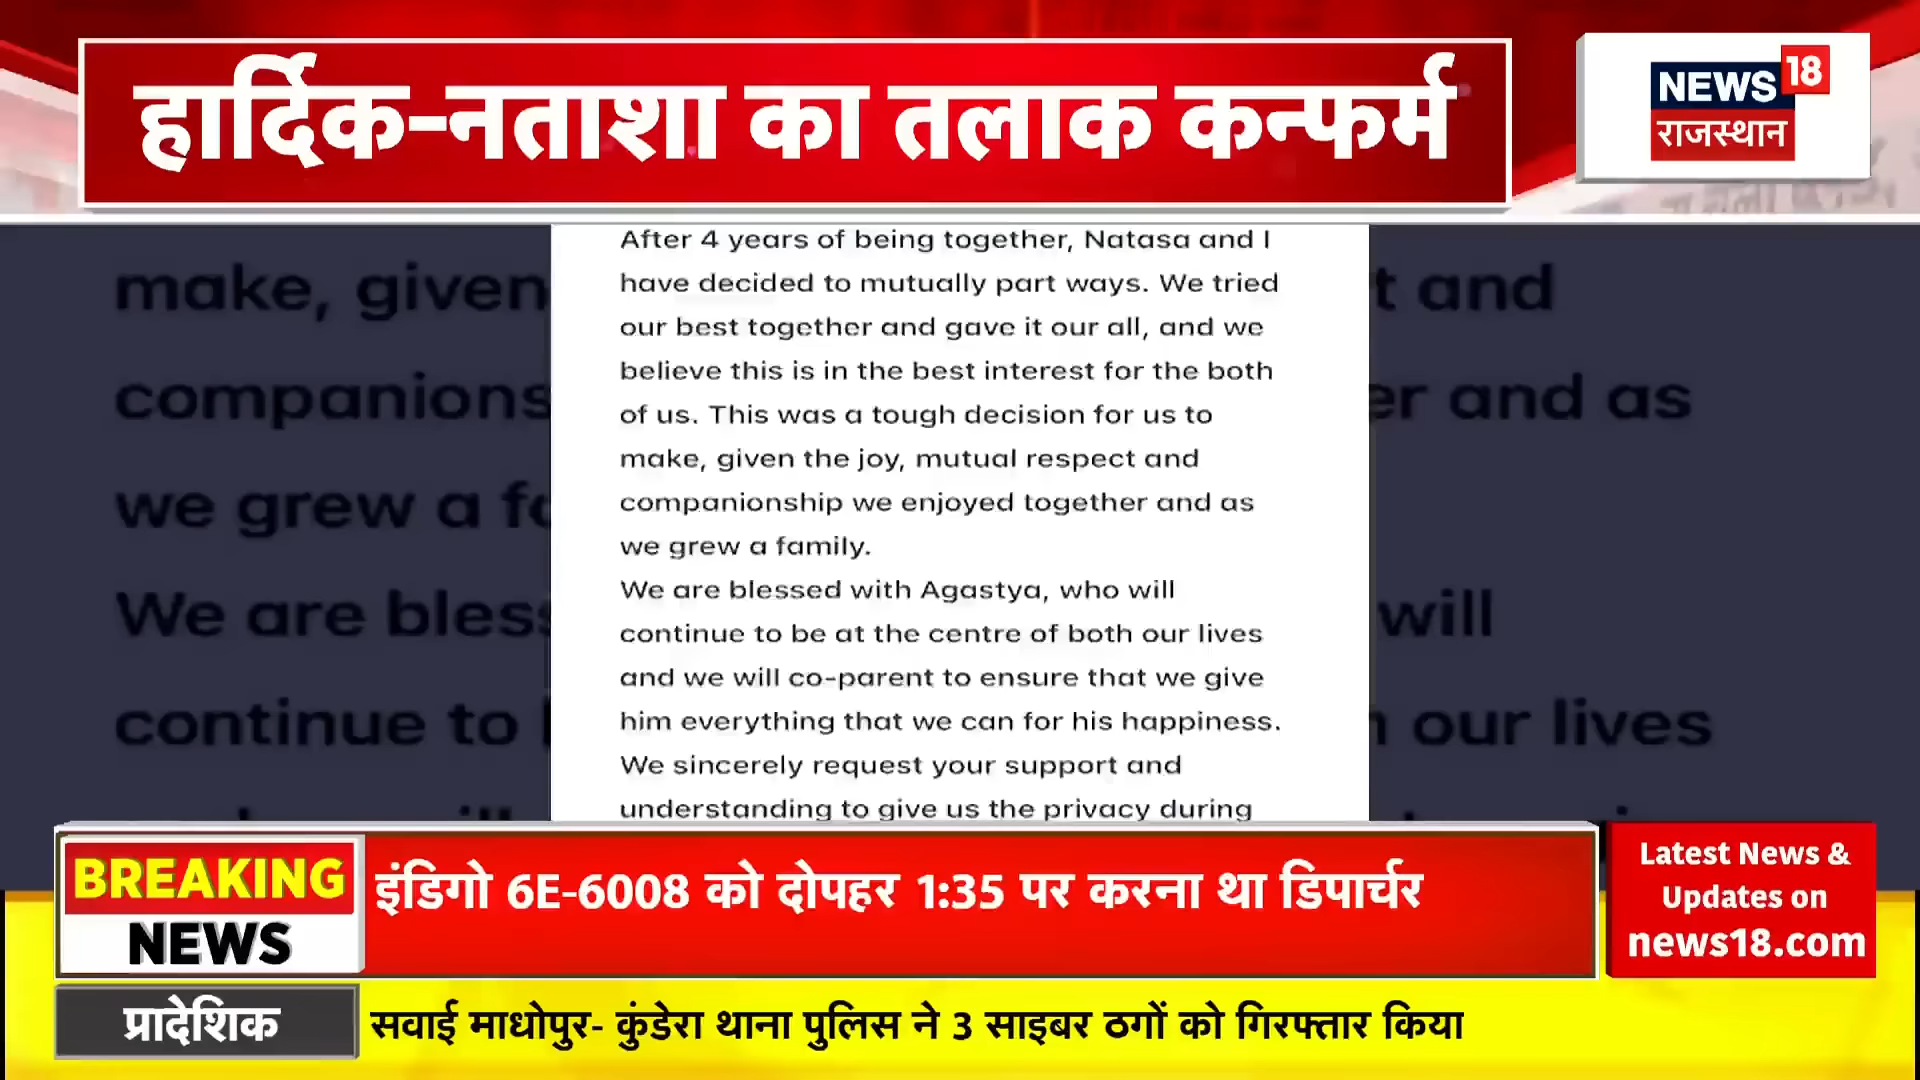 हार्दिक-नताशा का तलाक कन्फर्म
NEWS 18
राजस्थान
After 4 years of being together, Natasa and I
have decided to mutually part ways. We tried
our best together and gave it our all, and we
believe this is in the best interest for the both
of us. This was a tough decision for us to
make, given the joy, mutual respect and
companionship we enjoyed together and as
we grew a family.
We are blessed with Agastya, who will
continue to be at the centre of both our lives
and we will co-parent to ensure that we give
him everything that we can for his happiness.
We sincerely request your support and
understanding to give us the privacy during
make, given
t and
companions
er and as
we grew a fa
We are bless
will
continue to
our lives
BREAKING
NEWS
इंडिगो 6E-6008 को दोपहर 1:35 पर करना था डिपार्चर
Latest News &
Updates on
news18.com
प्रादेशिक
सवाई माधोपुर- कुंडेरा थाना पुलिस ने 3 साइबर ठगों को गिरफ्तार किया